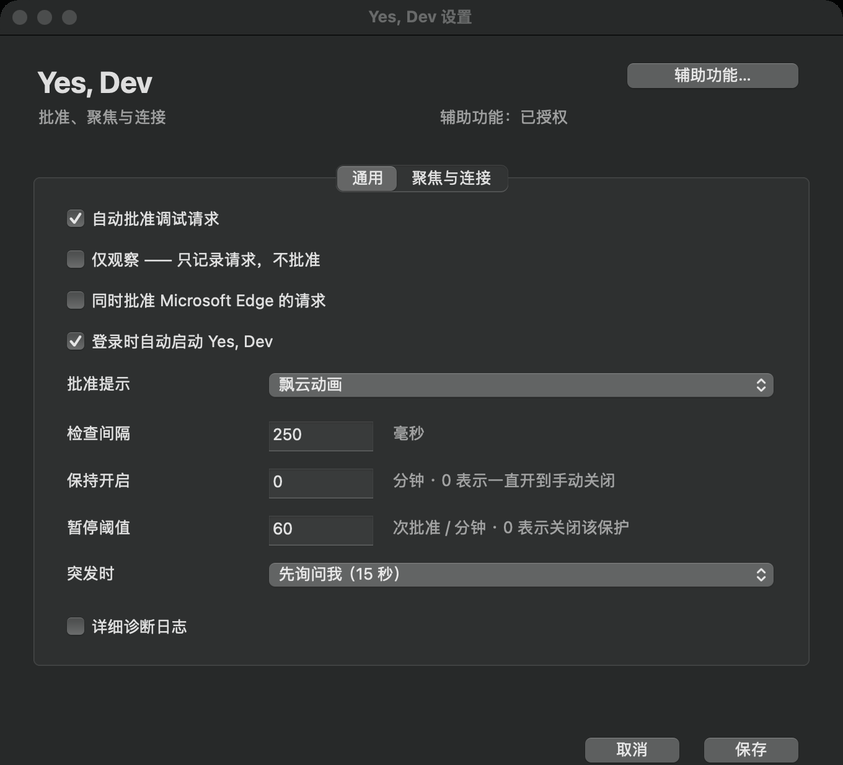 Yes, Dev 设置
Yes, Dev
辅助功能...
批准、聚焦与连接
辅助功能：已授权
通用
聚焦与连接
自动批准调试请求
仅观察 —— 只记录请求，不批准
同时批准 Microsoft Edge 的请求
登录时自动启动 Yes, Dev
批准提示
飘云动画
检查间隔
250
毫秒
保持开启
0
分钟 · 0 表示一直开到手动关闭
暂停阈值
60
次批准 / 分钟 · 0 表示关闭该保护
突发时
先询问我（15 秒）
详细诊断日志
取消
保存